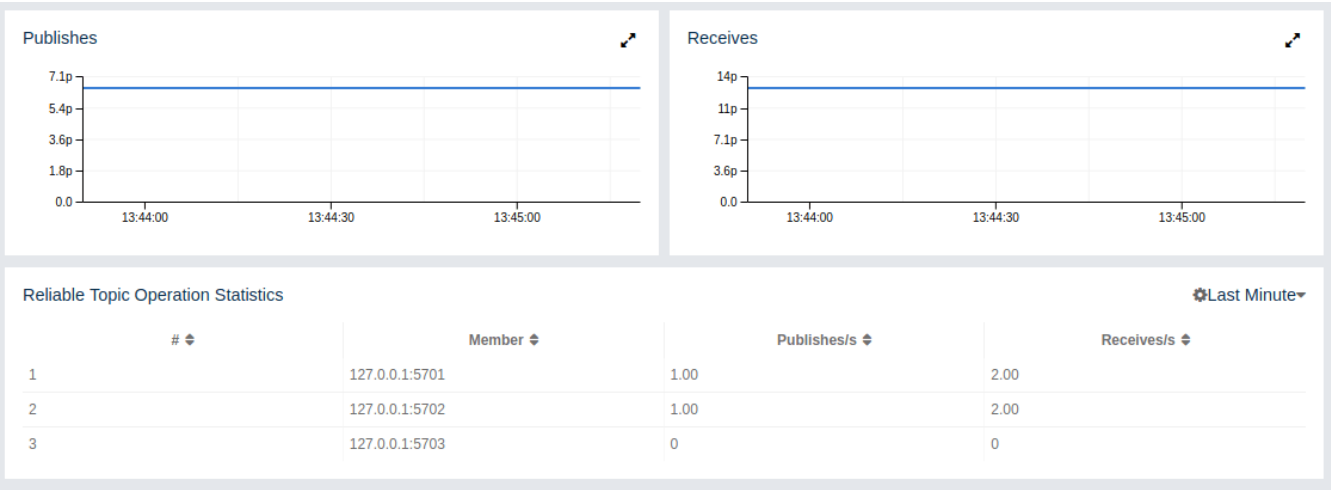 Publishes
7.1p
5.4p
3.6p
1.8p
0.0
13:44:00 13:44:30 13:45:00
Receives
14p
11p
7.1p
3.6p
0.0
13:44:00 13:44:30 13:45:00
Reliable Topic Operation Statistics Last Minute
# Member Publishes/s Receives/s
1 127.0.0.1:5701 1.00 2.00
2 127.0.0.1:5702 1.00 2.00
3 127.0.0.1:5703 0 0